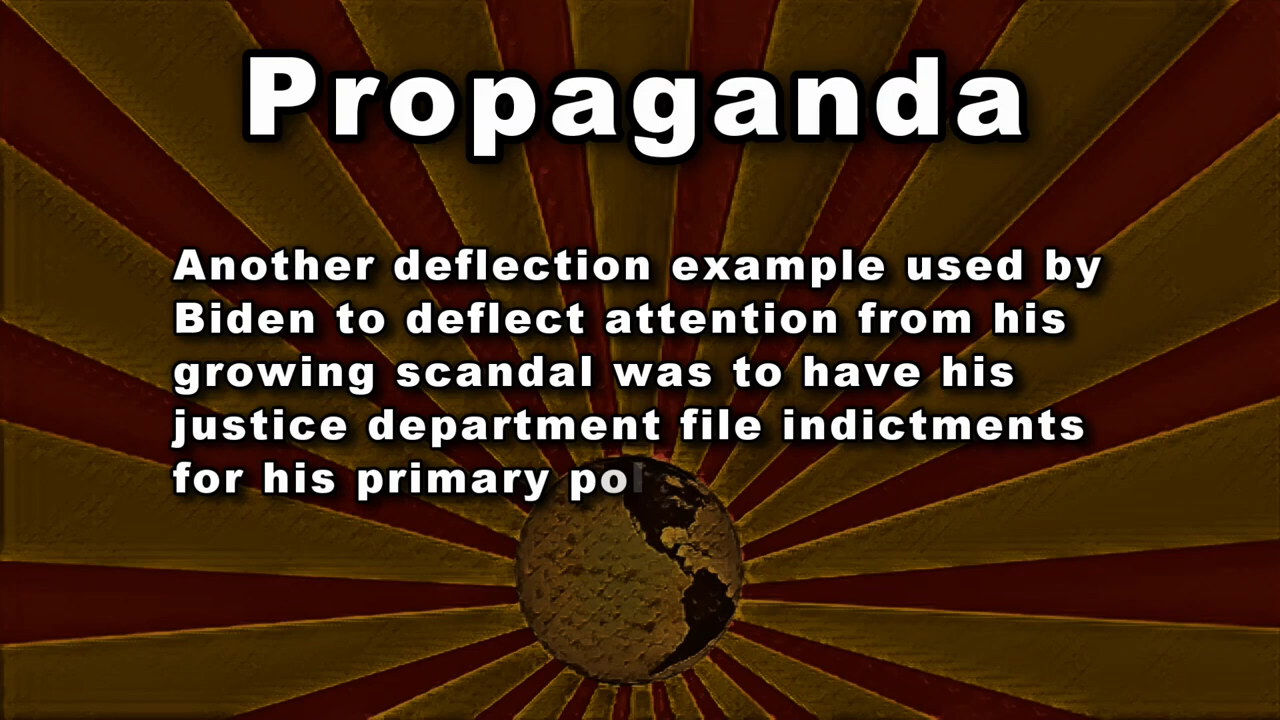 Propaganda
Another deflection example used by
Biden to deflect attention from his
growing scandal was to have his
justice department file indictments
for his primary pol